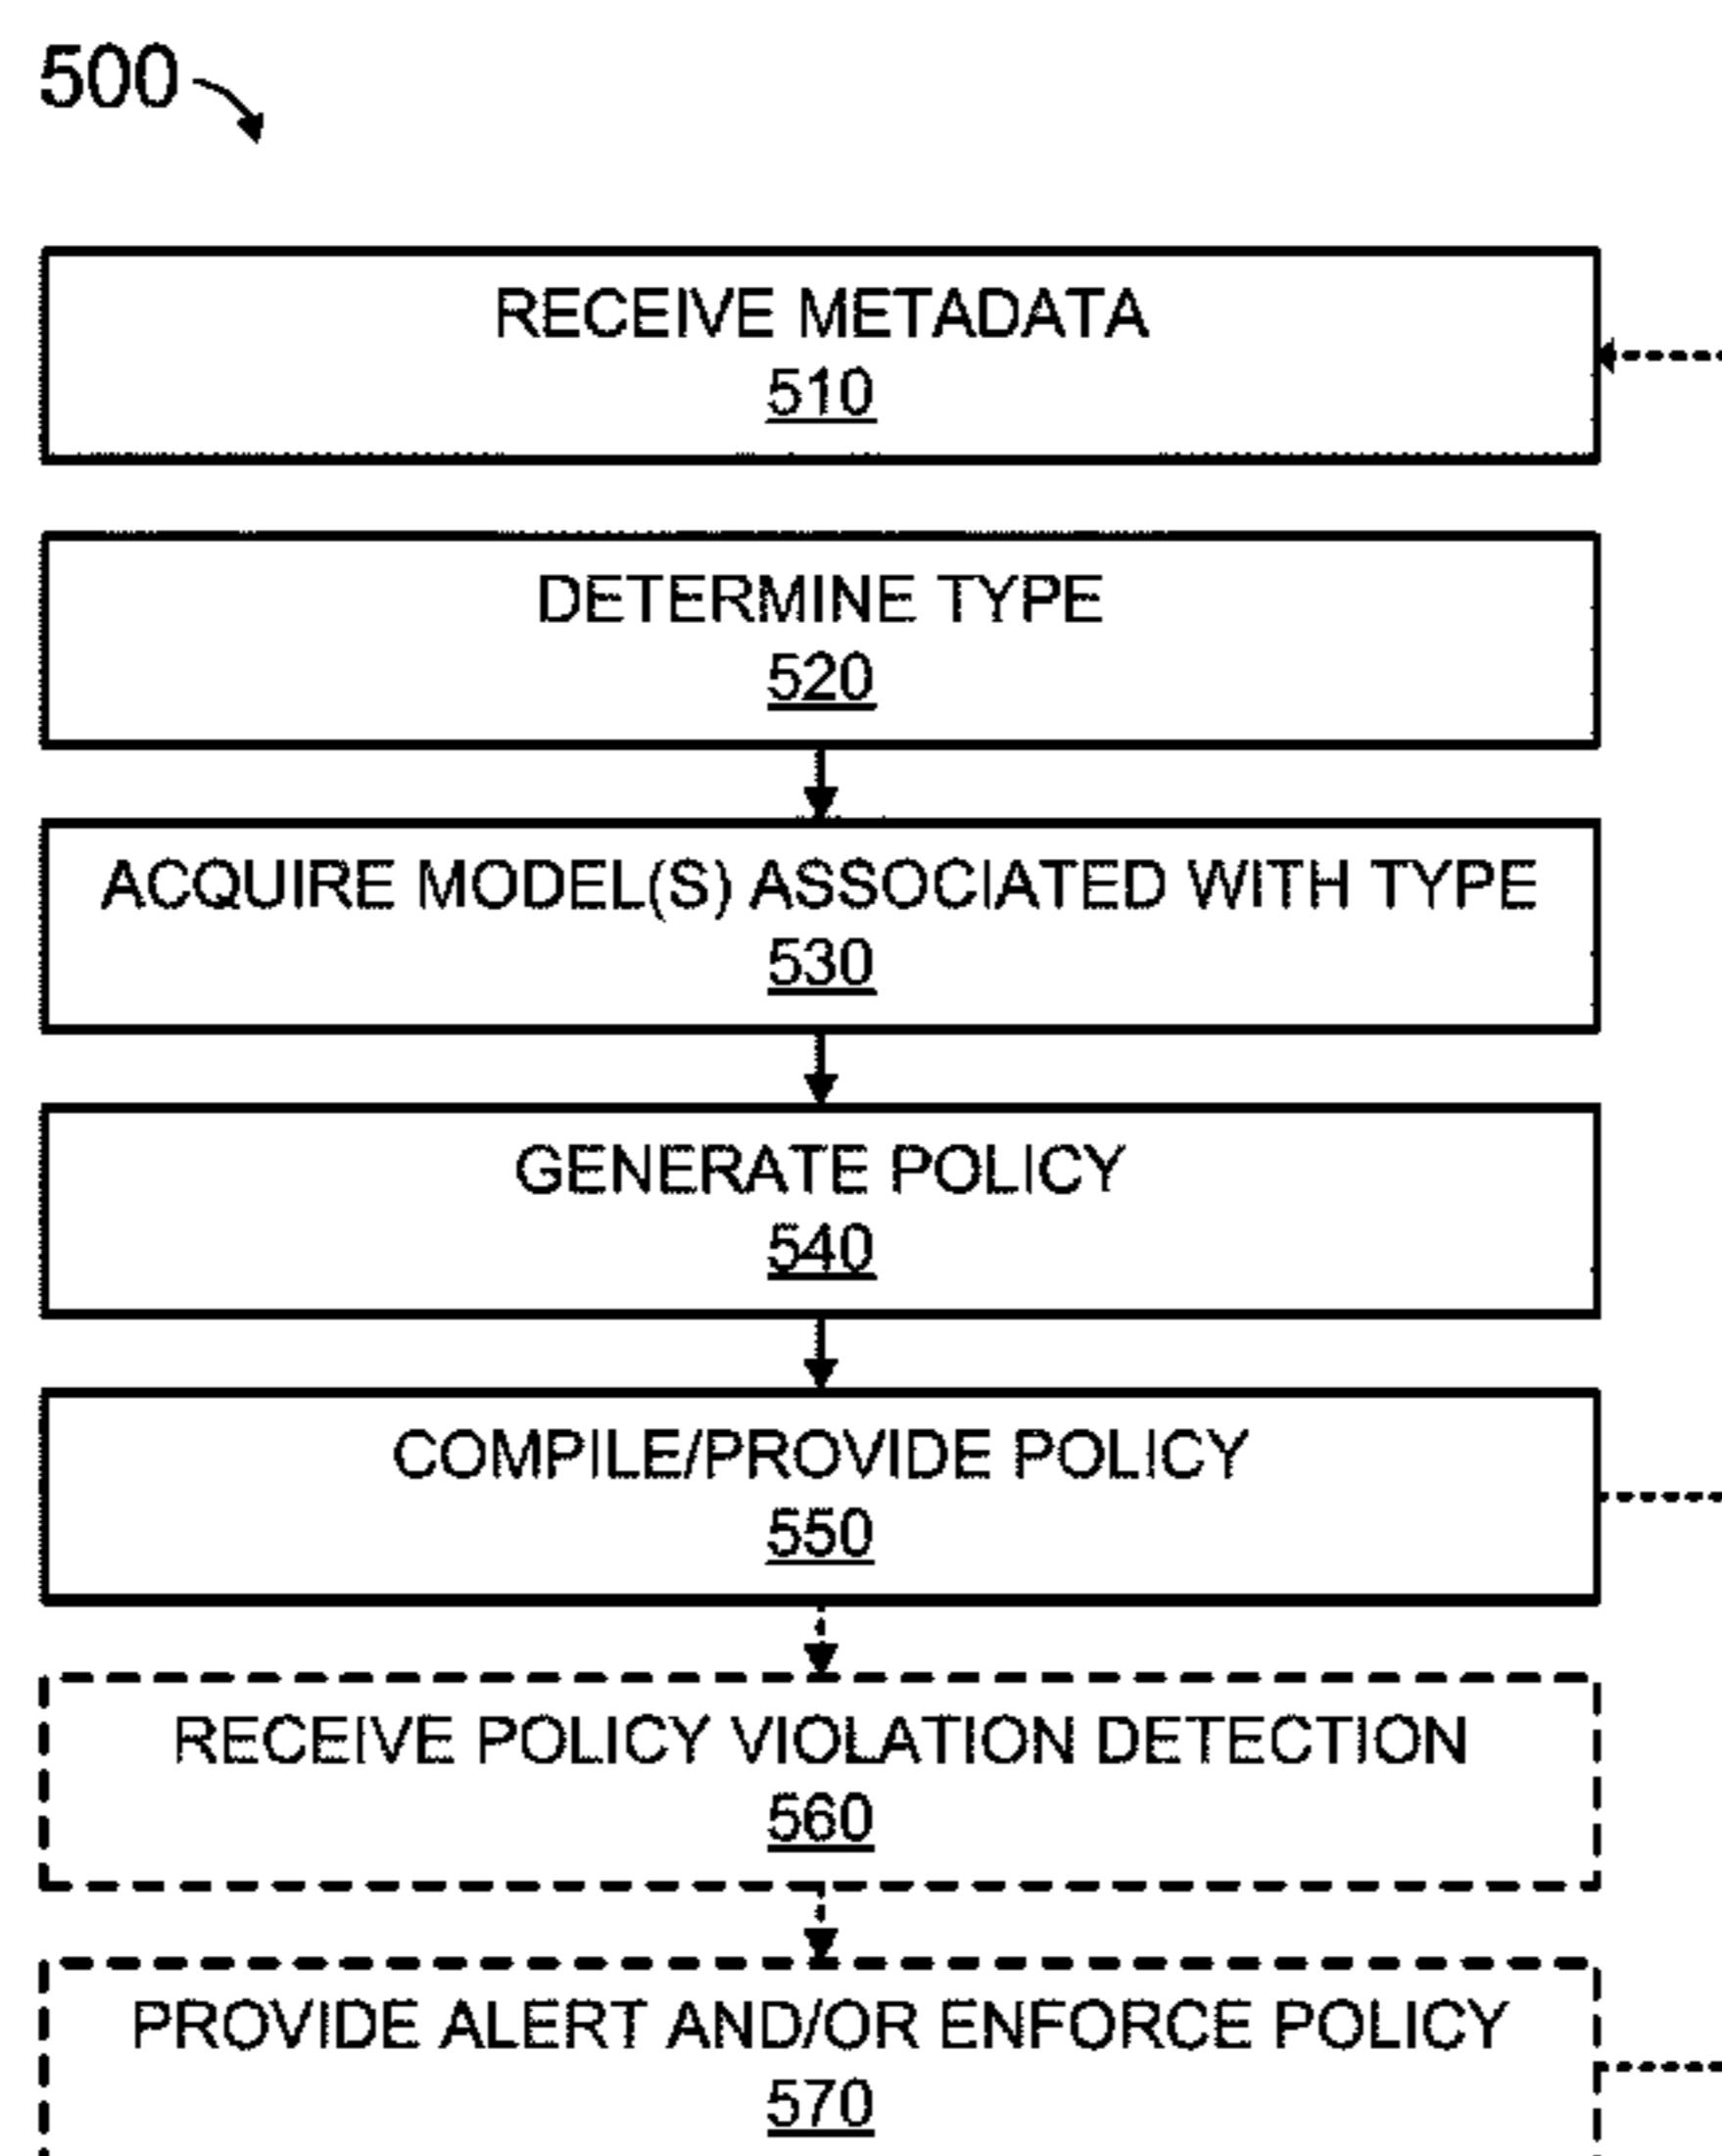 500
RECEIVE METADATA
510
DETERMINE TYPE
520
ACQUIRE MODEL(S) ASSOCIATED WITH TYPE
530
GENERATE POLICY
540
COMPILE/PROVIDE POLICY
550
RECEIVE POLICY VIOLATION DETECTION
560
PROVIDE ALERT AND/OR ENFORCE POLICY
570